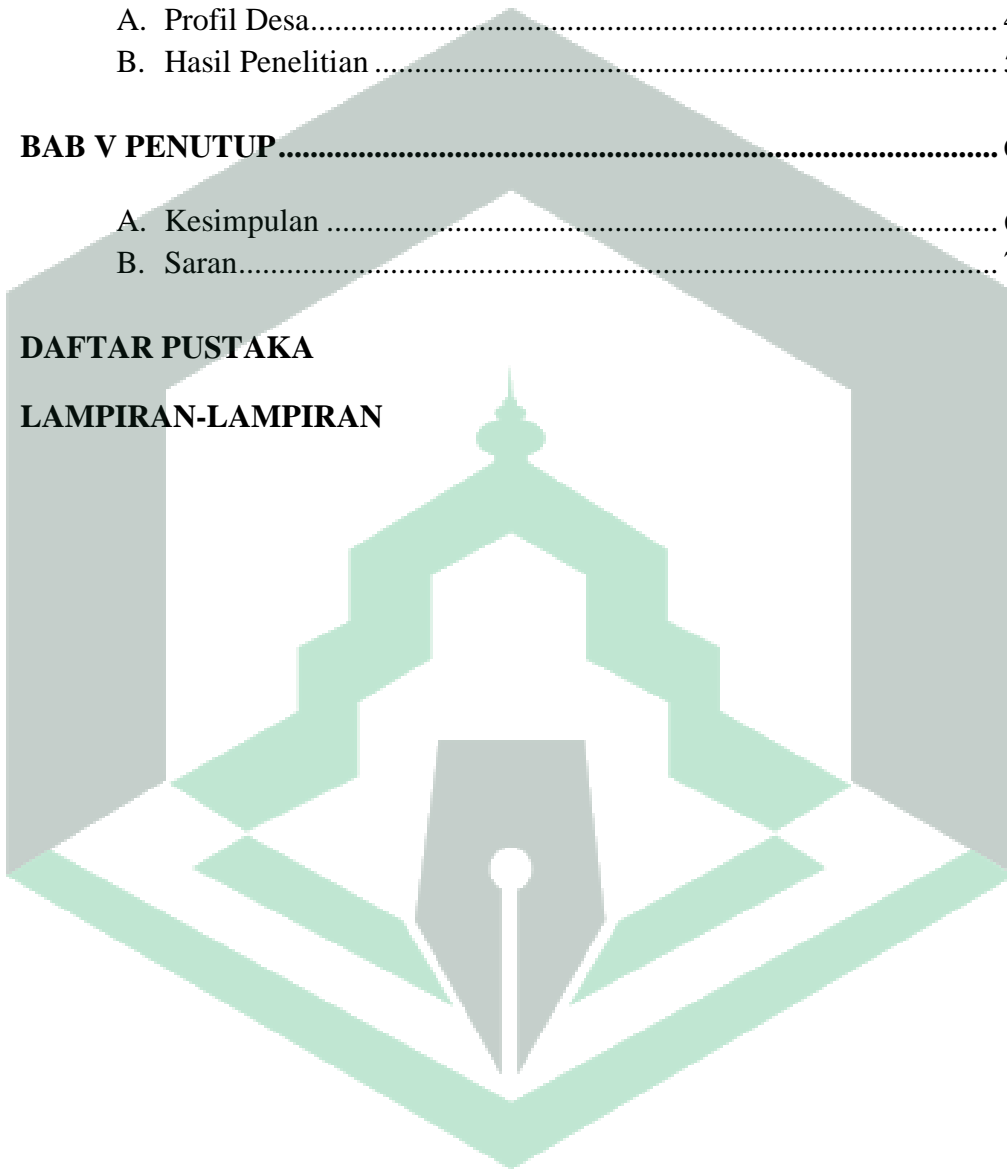 A. Profil Desa.......................................................................................
B. Hasil Penelitian ...............................................................................
BAB V PENUTUP...........................................................................................
A. Kesimpulan .....................................................................................
B. Saran................................................................................................
DAFTAR PUSTAKA
LAMPIRAN-LAMPIRAN